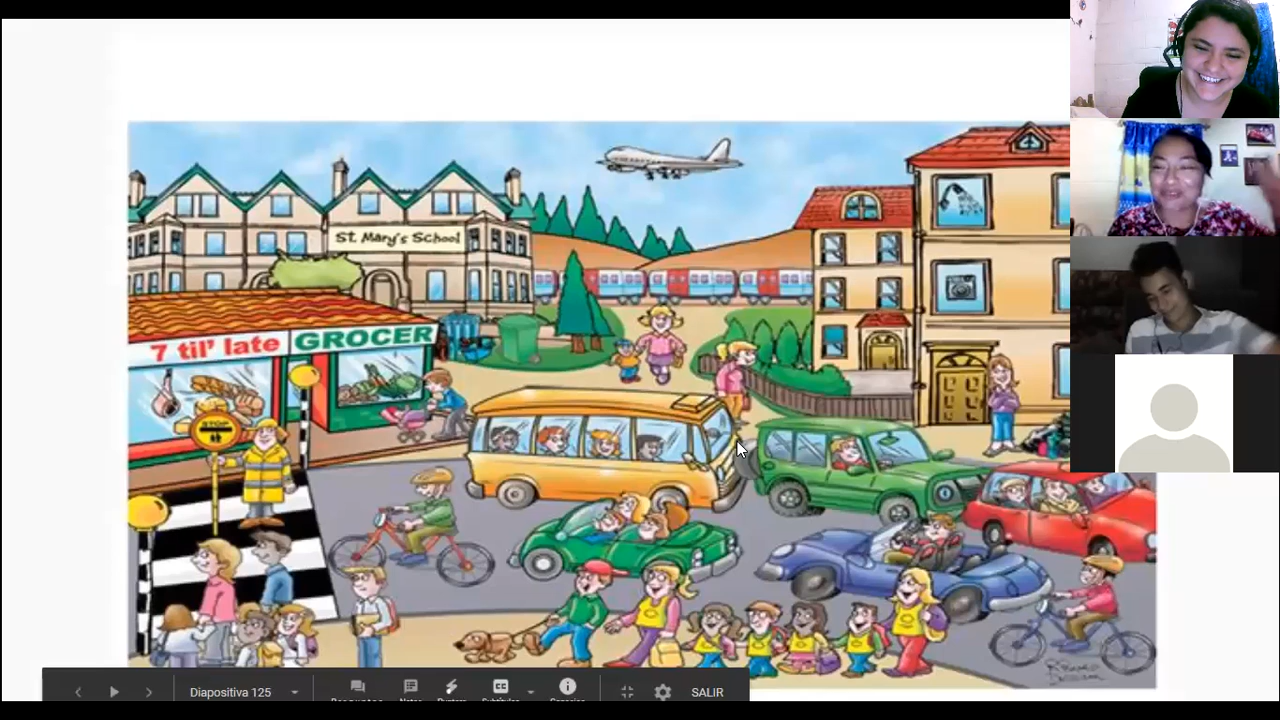 St. Mary's School
7 til' late
GROCER
STOP
Diapositiva 125
SALIR